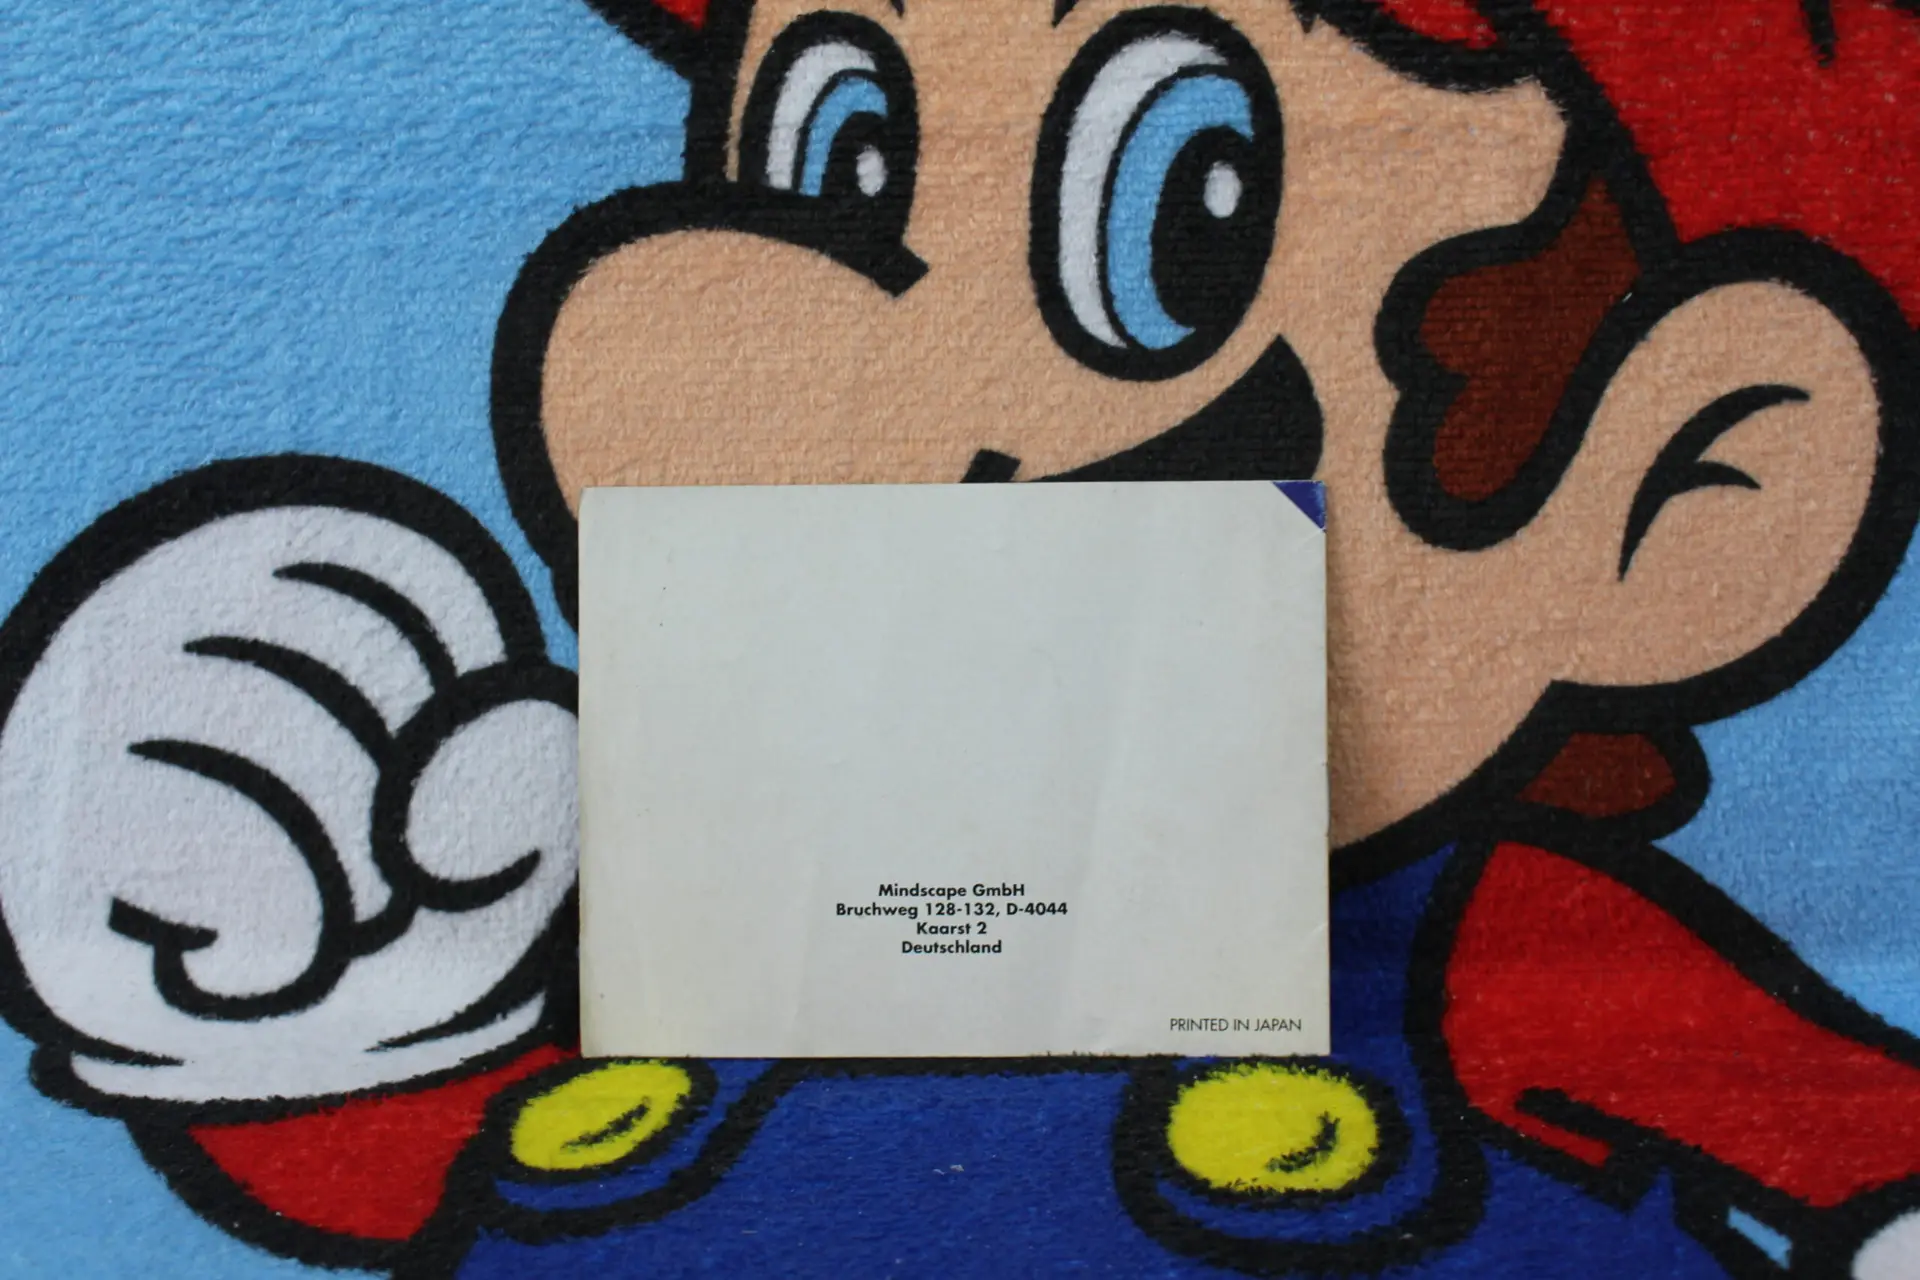 Mindscape GmbH
Bruchweg 128-132, D-4044
Kaarst 2
Deutschland
PRINTED IN JAPAN